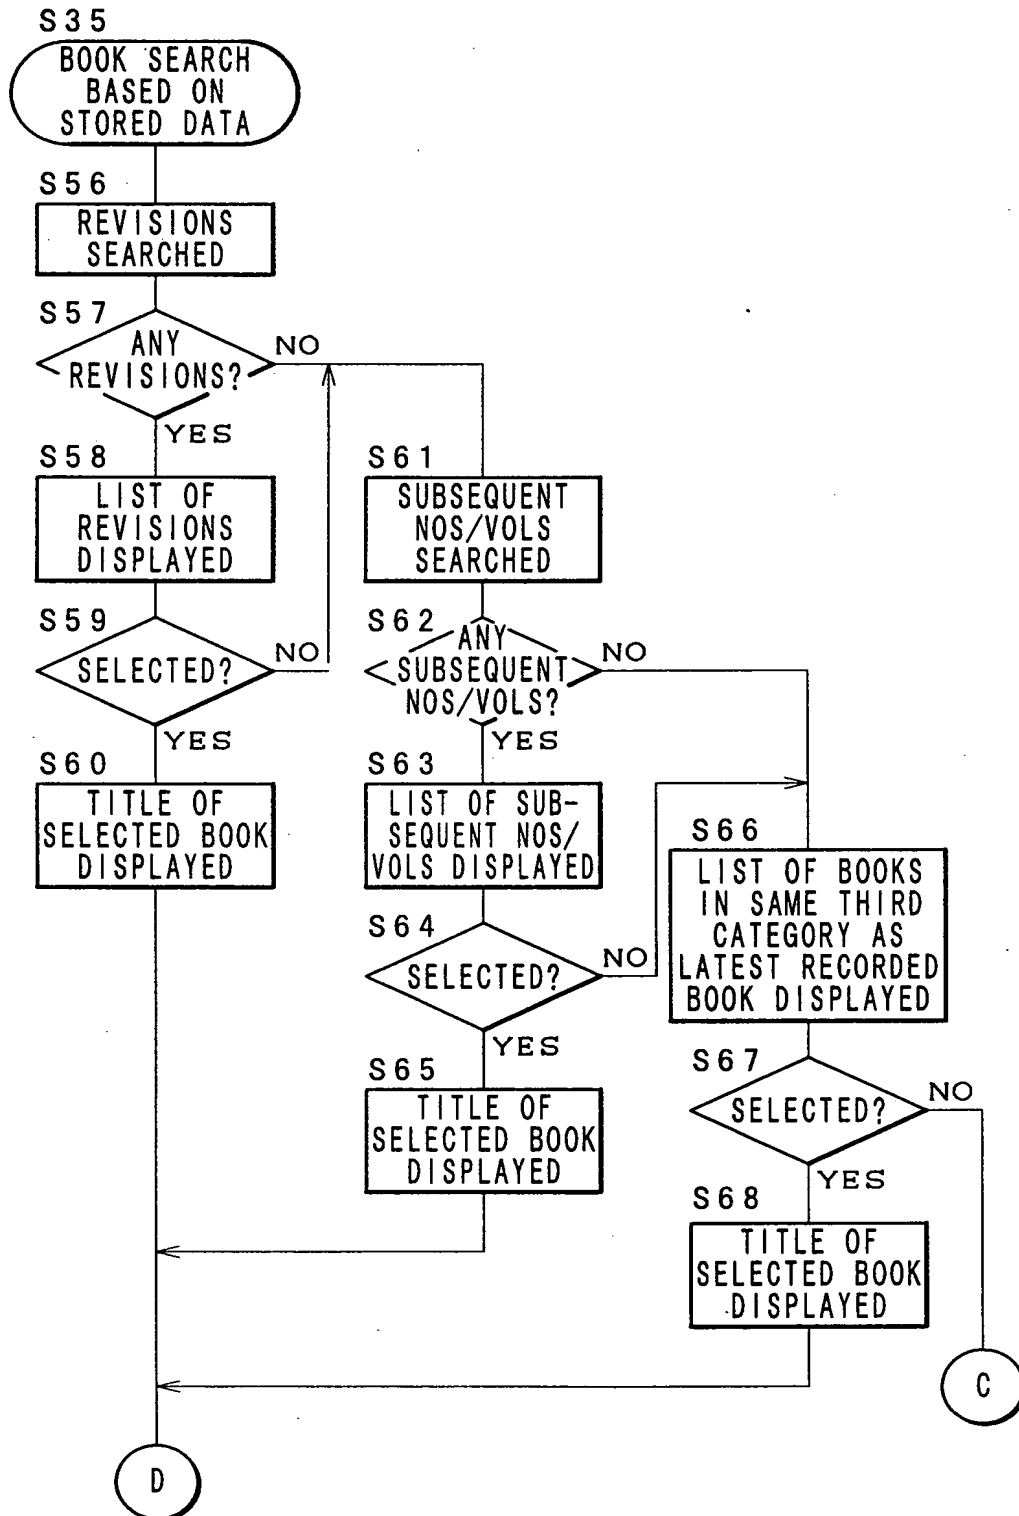 S35
BOOK SEARCH
BASED ON
STORED DATA
S56
REVISIONS
SEARCHED
S57
ANY
REVISIONS?
NO
YES
S58
LIST OF
REVISIONS
DISPLAYED
S59
SELECTED?
NO
YES
S60
TITLE OF
SELECTED BOOK
DISPLAYED
S61
SUBSEQUENT
NOS/VOLS
SEARCHED
S62
ANY
SUBSEQUENT
NOS/VOLS?
NO
YES
S63
LIST OF SUB-
SEQUENT NOS/
VOLS DISPLAYED
S64
SELECTED?
NO
YES
S65
TITLE OF
SELECTED BOOK
DISPLAYED
S66
LIST OF BOOKS
IN SAME THIRD
CATEGORY AS
LATEST RECORDED
BOOK DISPLAYED
S67
SELECTED?
NO
YES
S68
TITLE OF
SELECTED BOOK
DISPLAYED
C
D